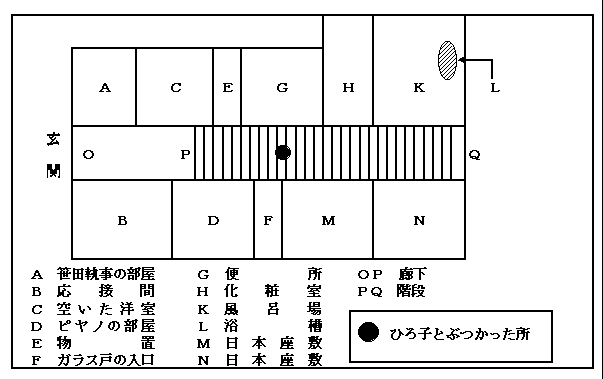 A C E G H K L
玄関
O P Q
B D F M N
A 笹田執事の部屋 G 便所 OP 廊下
B 応接間 H 化粧室 PQ 階段
C 空いた洋室 K 風呂場
D ピヤノの部屋 L 浴槽
E 物置 M 日本座敷
F ガラス戸の入口 N 日本座敷
ひろ子とぶつかった所